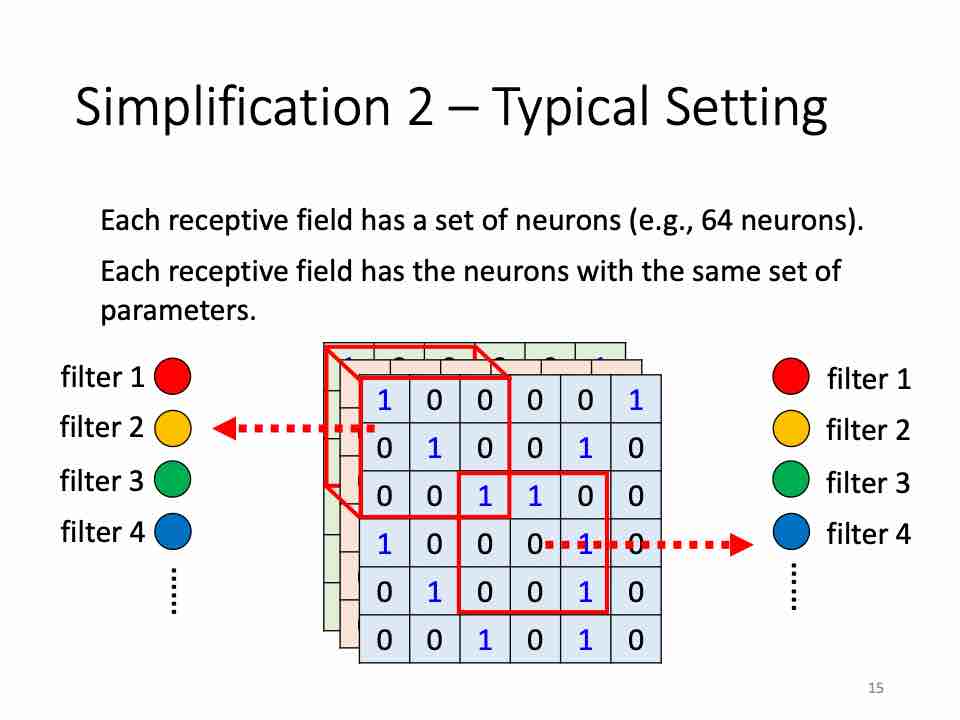 Simplification 2 – Typical Setting
Each receptive field has a set of neurons (e.g., 64 neurons).
Each receptive field has the neurons with the same set of
parameters.
filter 1
filter 2
filter 3
filter 4
1 0 0 0 0 1
0 1 0 0 1 0
0 0 1 1 0 0
1 0 0 0 1 0
0 1 0 0 1 0
0 0 1 0 1 0
filter 1
filter 2
filter 3
filter 4
15